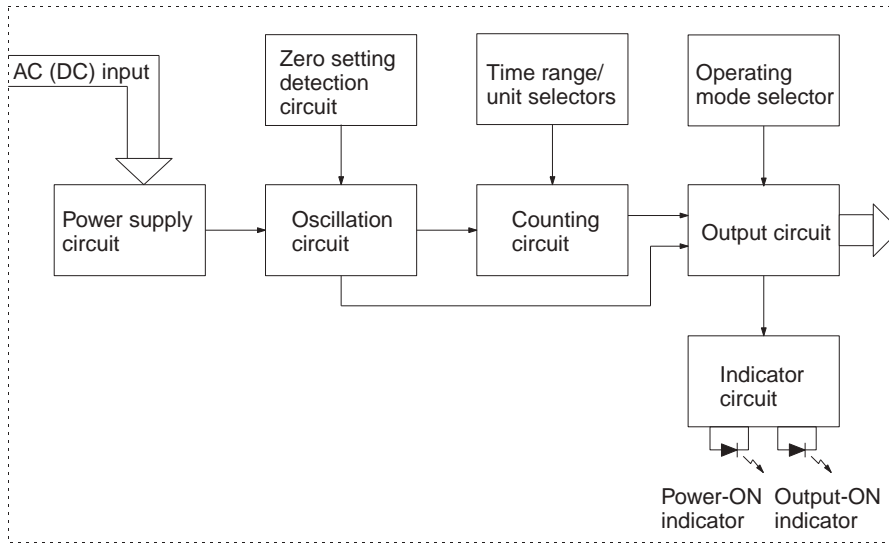 AC (DC) input
Zero setting
detection
circuit
Time range/
unit selectors
Operating
mode selector
Power supply
circuit
Oscillation
circuit
Counting
circuit
Output circuit
Indicator
circuit
Power-ON
indicator
Output-ON
indicator